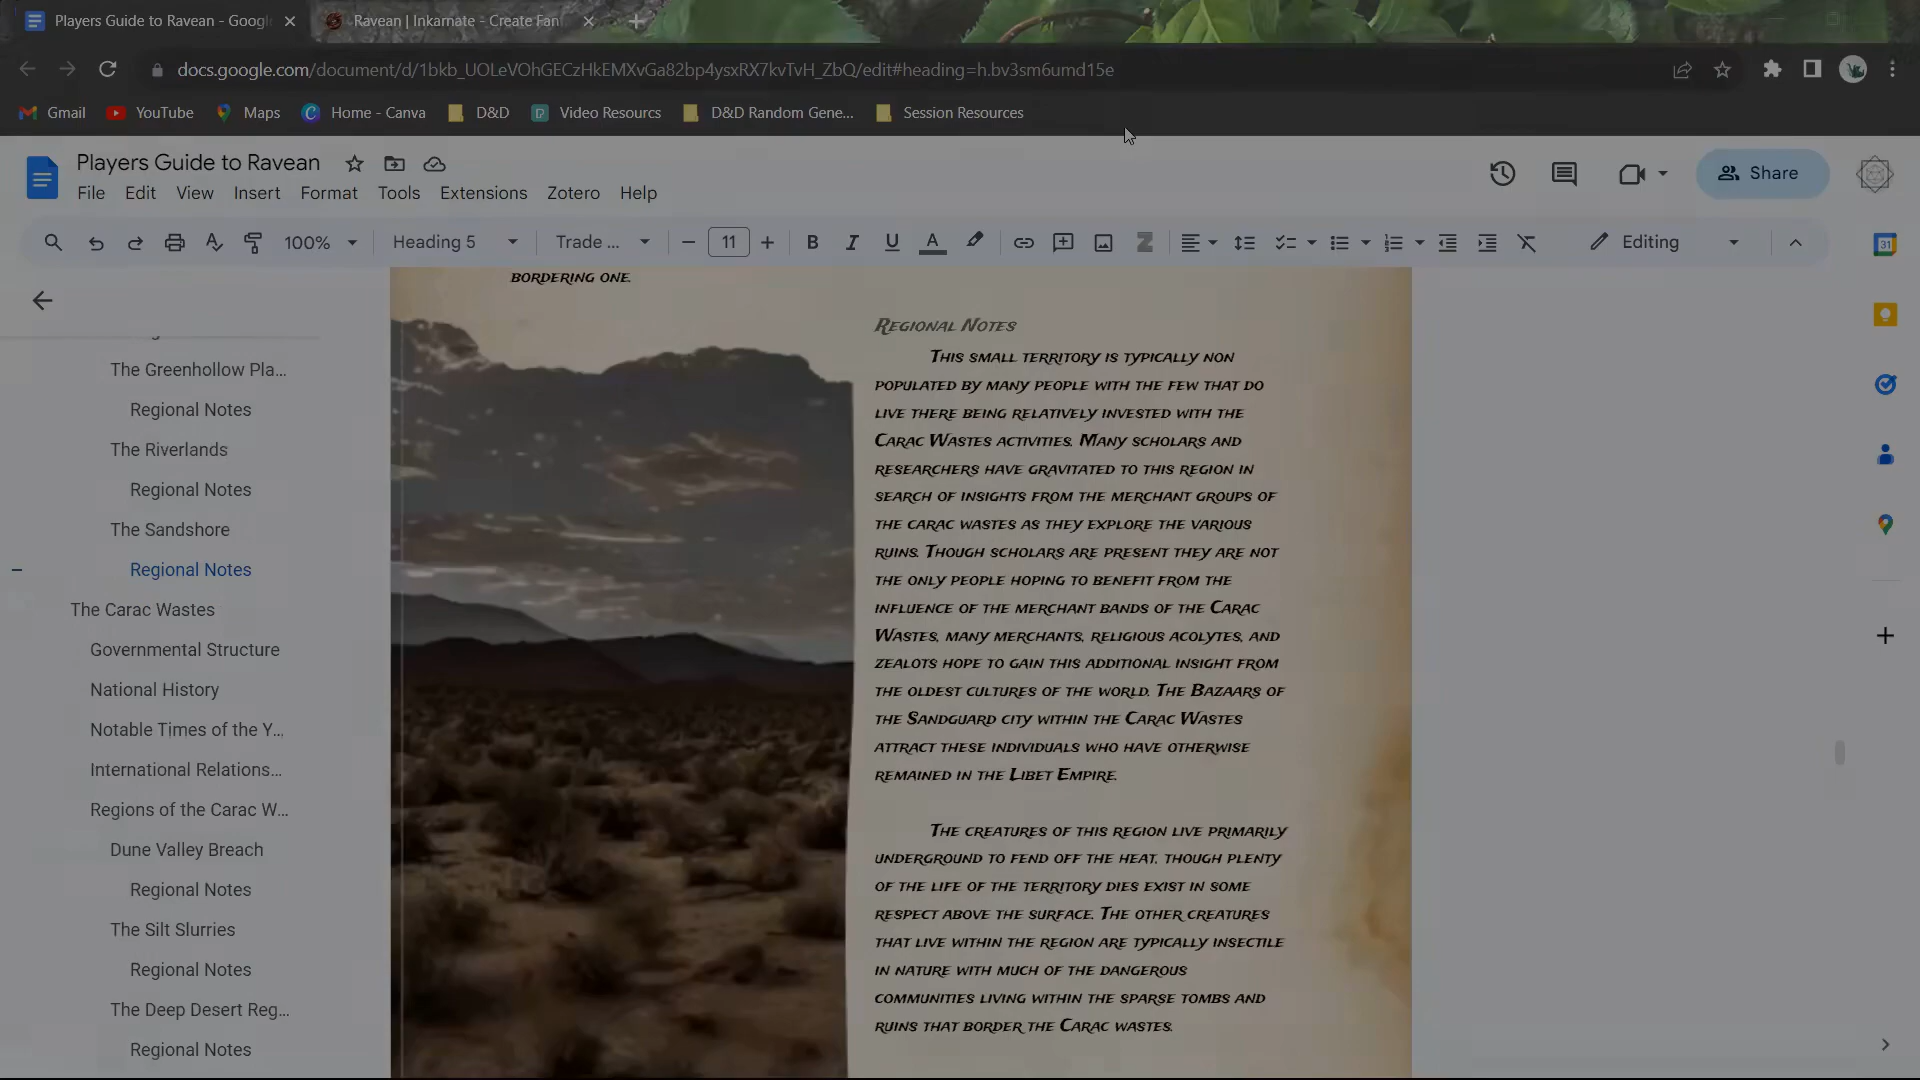 Players Guide to Ravean - Google
Ravean | Inkarnate - Create Fan
docs.google.com/document/d/1bkb_UOLeVOhGECzHkEMXvGa82bp4ysxRX7kvTvH_ZbQ/edit#heading=h.bv3sm6umd15e
Gmail
YouTube
Maps
Home - Canva
D&D
Video Resourcs
D&D Random Gene...
Session Resources
Players Guide to Ravean
File Edit View Insert Format Tools Extensions Zotero Help
Share
100%
Heading 5
Trade ...
11
Editing
31
The Greenhollow Pla...
Regional Notes
The Riverlands
Regional Notes
The Sandshore
Regional Notes
The Carac Wastes
Governmental Structure
National History
Notable Times of the Y...
International Relations...
Regions of the Carac W...
Dune Valley Breach
Regional Notes
The Silt Slurries
Regional Notes
The Deep Desert Reg...
Regional Notes
BORDERING ONE.
REGIONAL NOTES
THIS SMALL TERRITORY IS TYPICALLY NON
POPULATED BY MANY PEOPLE WITH THE FEW THAT DO
LIVE THERE BEING RELATIVELY INVESTED WITH THE
CARAC WASTES ACTIVITIES. MANY SCHOLARS AND
RESEARCHERS HAVE GRAVITATED TO THIS REGION IN
SEARCH OF INSIGHTS FROM THE MERCHANT GROUPS OF
THE CARAC WASTES AS THEY EXPLORE THE VARIOUS
RUINS. THOUGH SCHOLARS ARE PRESENT THEY ARE NOT
THE ONLY PEOPLE HOPING TO BENEFIT FROM THE
INFLUENCE OF THE MERCHANT BANDS OF THE CARAC
WASTES, MANY MERCHANTS, RELIGIOUS ACOLYTES, AND
ZEALOTS HOPE TO GAIN THIS ADDITIONAL INSIGHT FROM
THE OLDEST CULTURES OF THE WORLD. THE BAZAARS OF
THE SANDGUARD CITY WITHIN THE CARAC WASTES
ATTRACT THESE INDIVIDUALS WHO HAVE OTHERWISE
REMAINED IN THE LIBET EMPIRE.
THE CREATURES OF THIS REGION LIVE PRIMARILY
UNDERGROUND TO FEND OFF THE HEAT, THOUGH PLENTY
OF THE LIFE OF THE TERRITORY DIES EXIST IN SOME
RESPECT ABOVE THE SURFACE. THE OTHER CREATURES
THAT LIVE WITHIN THE REGION ARE TYPICALLY INSECTILE
IN NATURE WITH MUCH OF THE DANGEROUS
COMMUNITIES LIVING WITHIN THE SPARSE TOMBS AND
RUINS THAT BORDER THE CARAC WASTES.